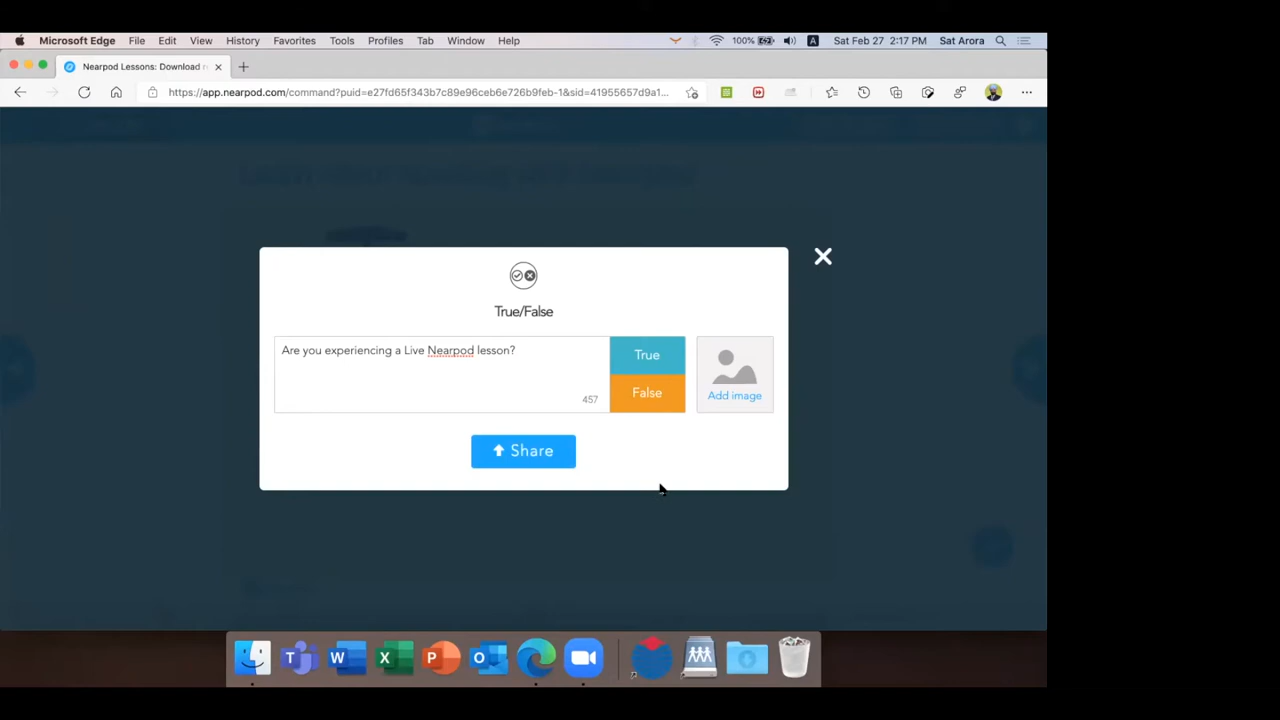 Microsoft Edge File Edit View History Favorites Tools Profiles Tab Window Help 100% A Sat Feb 27 2:17 PM Sat Arora
Nearpod Lessons: Download r
https://app.nearpod.com/command?puid=e27fd65f343b7c89e96ceb6e726b9feb-1&sid=41955657d9a1...
True/False
Are you experiencing a Live Nearpod lesson?
True
457
False
Add image
Share
T W X P O